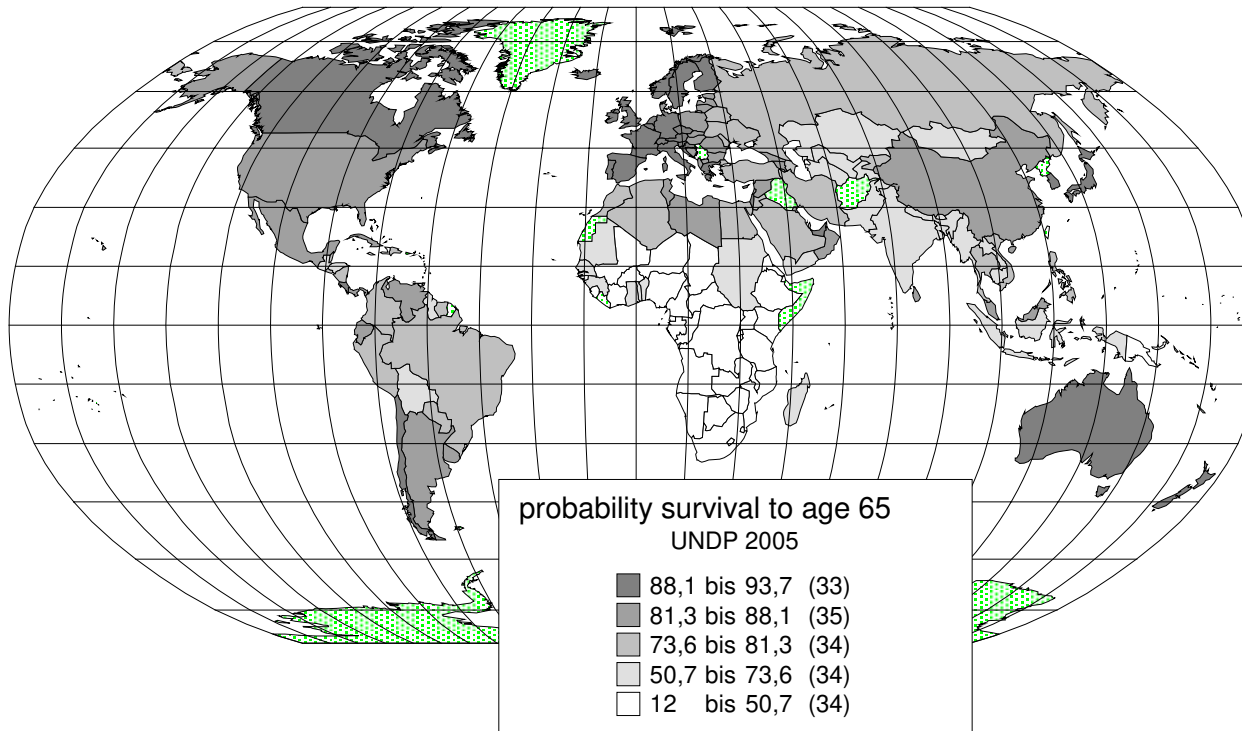 probability survival to age 65
UNDP 2005
88,1 bis 93,7 (33)
81,3 bis 88,1 (35)
73,6 bis 81,3 (34)
50,7 bis 73,6 (34)
12 bis 50,7 (34)